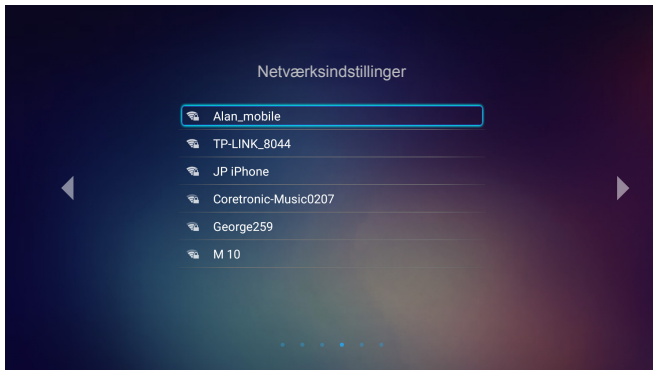 Netværksindstillinger
Alan_mobile
TP-LINK_8044
JP iPhone
Coretronic-Music0207
George259
M 10